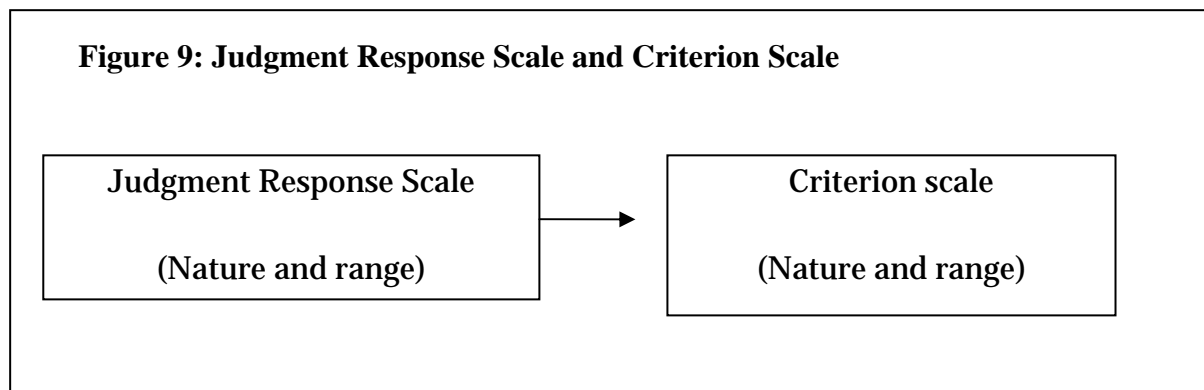 Figure 9: Judgment Response Scale and Criterion Scale
Judgment Response Scale
(Nature and range)
Criterion scale
(Nature and range)